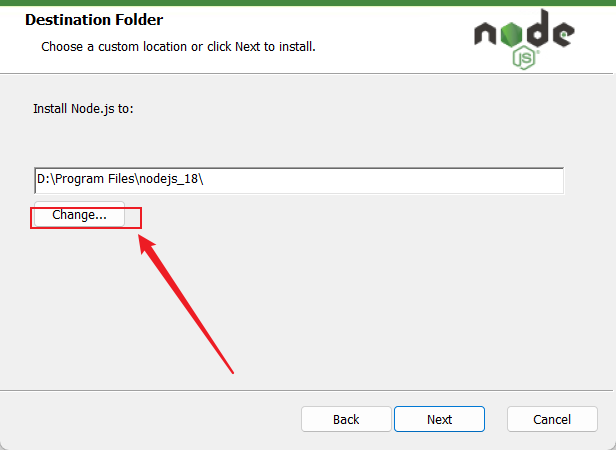 Destination Folder
Choose a custom location or click Next to install.
node
JS
Install Node.js to:
D:\Program Files\nodejs_18\
Change...
Back
Next
Cancel